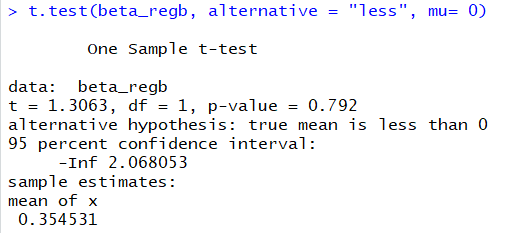 > t.test(beta_regb, alternative = "less", mu= 0)
One Sample t-test
data:  beta_regb
t = 1.3063, df = 1, p-value = 0.792
alternative hypothesis: true mean is less than 0
95 percent confidence interval:
-Inf 2.068053
sample estimates:
mean of x
0.354531